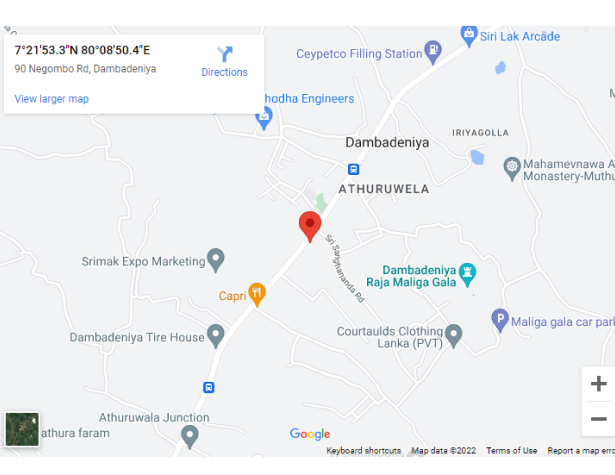 7°21'53.3"N 80°08'50.4"E
90 Negombo Rd, Dambadeniya
Directions
View larger map
Siri Lak Arcade
Ceypetco Filling Station
hodha Engineers
Dambadeniya
IRIYAGOLLA
Mahamevnawa A
Monastery-Muthu
ATHURUWELA
Sri Sanghananda Rd
Srimak Expo Marketing
Dambadeniya
Raja Maliga Gala
Capri
Maliga gala car park
Dambadeniya Tire House
Courtaulds Clothing
Lanka (PVT)
Athuruwala Junction
athura faram
Google
Keyboard shortcuts
Map data ©2022
Terms of Use
Report a map erro